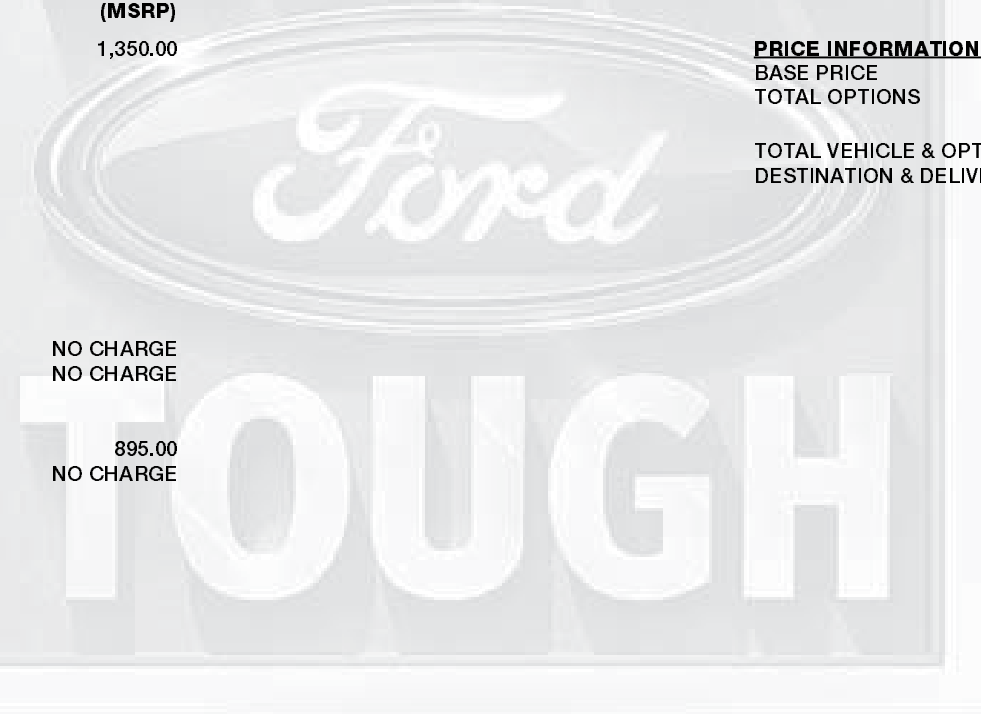 (MSRP)
1,350.00
NO CHARGE
NO CHARGE
895.00
NO CHARGE
PRICE INFORMATION
BASE PRICE
TOTAL OPTIONS
TOTAL VEHICLE & OPT
DESTINATION & DELIV
Ford
TOUGH